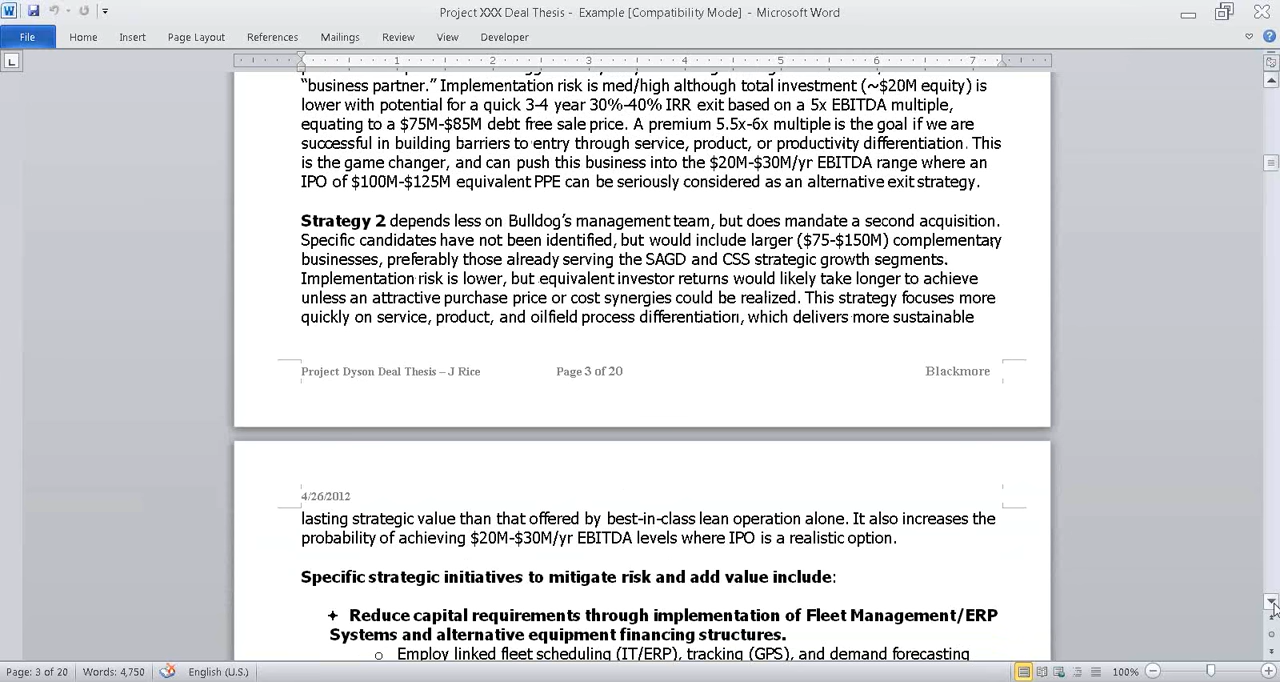 Project XXX Deal Thesis - Example [Compatibility Mode] - Microsoft Word
File Home Insert Page Layout References Mailings Review View Developer
1 2 3 4 5 6 7
"business partner." Implementation risk is med/high although total investment (~$20M equity) is
lower with potential for a quick 3-4 year 30%-40% IRR exit based on a 5x EBITDA multiple,
equating to a $75M-$85M debt free sale price. A premium 5.5x-6x multiple is the goal if we are
successful in building barriers to entry through service, product, or productivity differentiation. This
is the game changer, and can push this business into the $20M-$30M/yr EBITDA range where an
IPO of $100M-$125M equivalent PPE can be seriously considered as an alternative exit strategy.
Strategy 2 depends less on Bulldog's management team, but does mandate a second acquisition.
Specific candidates have not been identified, but would include larger ($75-$150M) complementary
businesses, preferably those already serving the SAGD and CSS strategic growth segments.
Implementation risk is lower, but equivalent investor returns would likely take longer to achieve
unless an attractive purchase price or cost synergies could be realized. This strategy focuses more
quickly on service, product, and oilfield process differentiation, which delivers more sustainable
Project Dyson Deal Thesis – J Rice Page 3 of 20 Blackmore
4/26/2012
lasting strategic value than that offered by best-in-class lean operation alone. It also increases the
probability of achieving $20M-$30M/yr EBITDA levels where IPO is a realistic option.
Specific strategic initiatives to mitigate risk and add value include:
Reduce capital requirements through implementation of Fleet Management/ERP
Systems and alternative equipment financing structures.
o Employ linked fleet scheduling (IT/ERP), tracking (GPS), and demand forecasting
Page: 3 of 20 Words: 4,750 English (U.S.) 100%